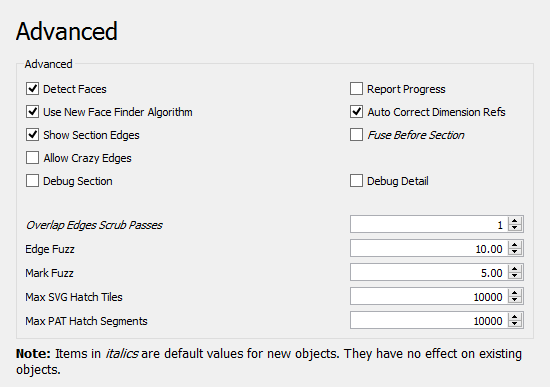 Advanced
Advanced
Detect Faces
Report Progress
Use New Face Finder Algorithm
Auto Correct Dimension Refs
Show Section Edges
Fuse Before Section
Allow Crazy Edges
Debug Section
Debug Detail
Overlap Edges Scrub Passes
1
Edge Fuzz
10.00
Mark Fuzz
5.00
Max SVG Hatch Tiles
10000
Max PAT Hatch Segments
10000
Note: Items in italics are default values for new objects. They have no effect on existing
objects.